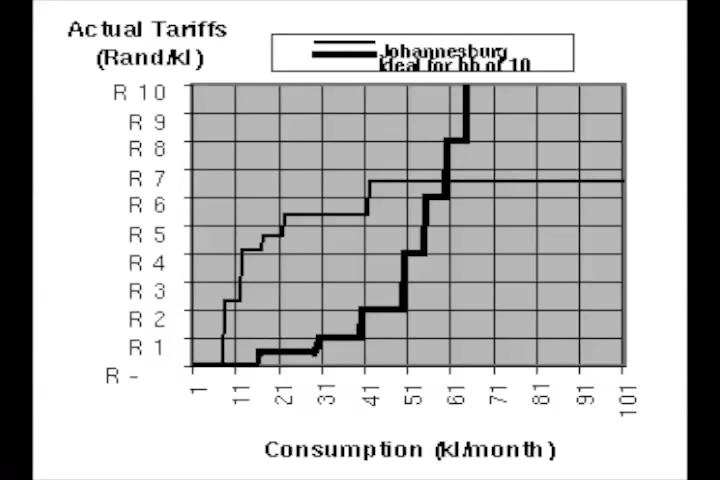 Actual Tariffs
(Rand/kl)
Johannesburg
Ideal for hh of 10
R 10
R 9
R 8
R 7
R 6
R 5
R 4
R 3
R 2
R 1
R -
1
11
21
31
41
51
61
71
81
91
101
Consumption (kl/month)